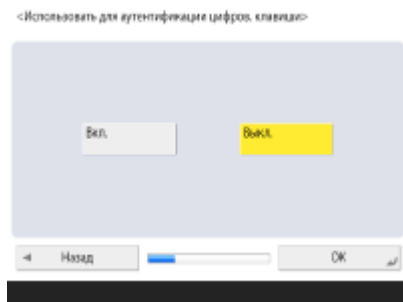 <Использовать для аутентификации цифров. клавиши>
Вкл.
Выкл.
Назад
OK